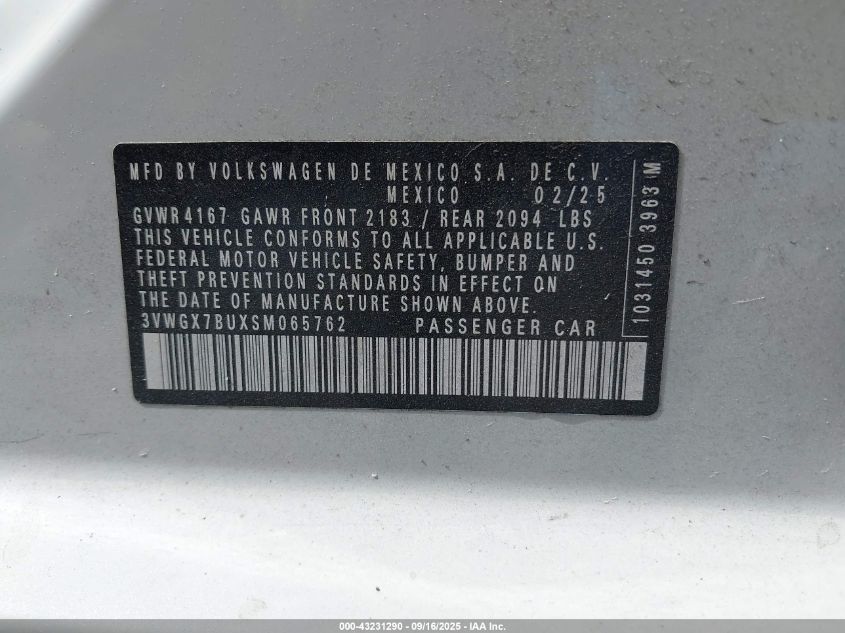 MFD BY VOLKSWAGEN DE MEXICO S.A. DE C.V.
MEXICO 02/25
GVWR 4167 GAWR FRONT 2183 / REAR 2094 LBS
THIS VEHICLE CONFORMS TO ALL APPLICABLE U.S.
FEDERAL MOTOR VEHICLE SAFETY, BUMPER AND
THEFT PREVENTION STANDARDS IN EFFECT ON
THE DATE OF MANUFACTURE SHOWN ABOVE.
3VWGX7BUXSM065762 PASSENGER CAR
1031450 3963 M
000-43231290 - 09/16/2025 - IAA Inc.